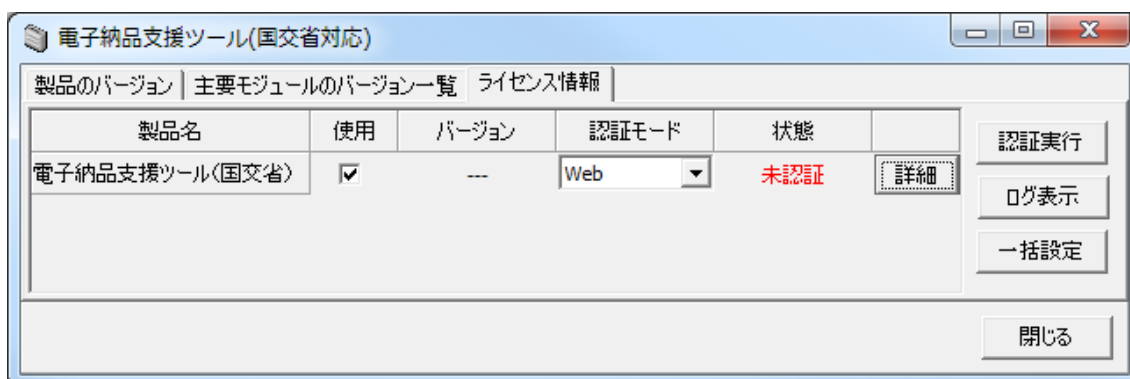 電子納品支援ツール(国交省対応)
製品のバージョン 主要モジュールのバージョン一覧 ライセンス情報
製品名 使用 バージョン 認証モード 状態
電子納品支援ツール(国交省) --- Web 未認証 詳細
認証実行
ログ表示
一括設定
閉じる